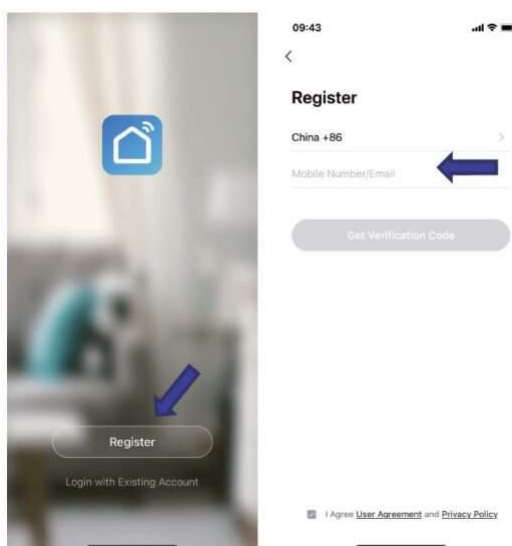 Register
Login with Existing Account
09:43
Register
China +86
Mobile Number/Email
Get Verification Code
I Agree User Agreement and Privacy Policy